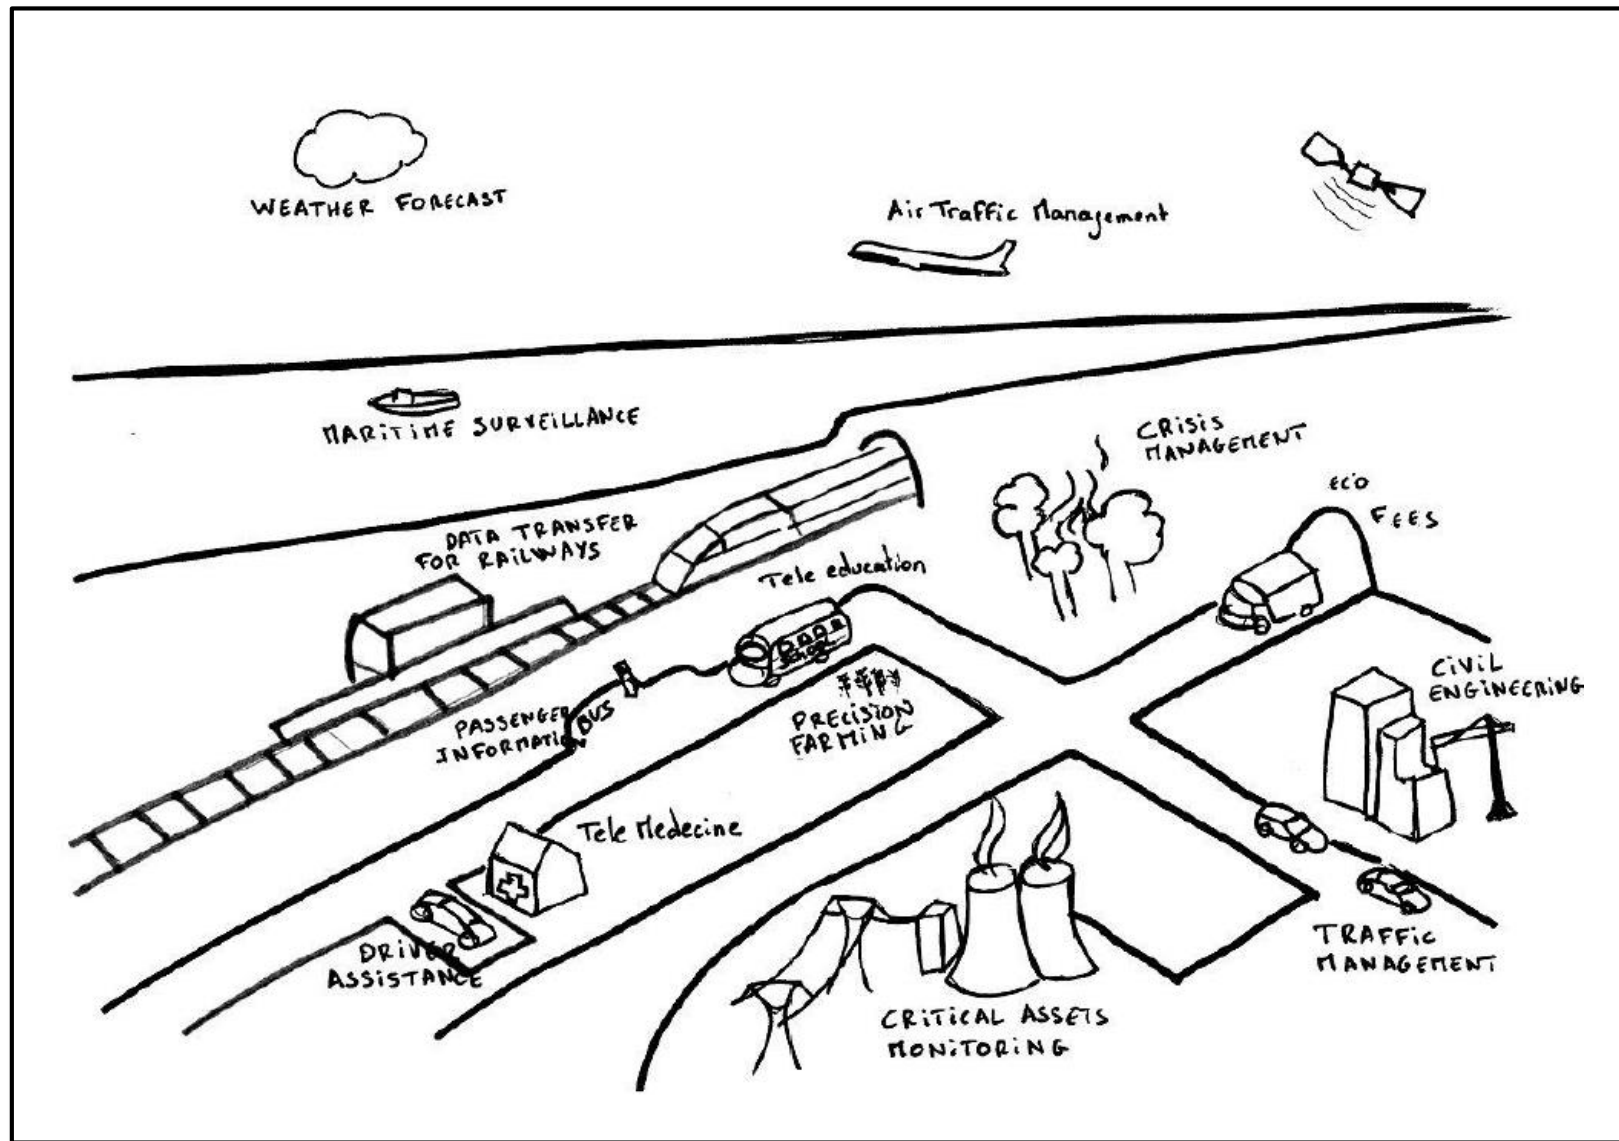 WEATHER FORECAST
Air Traffic Management
MARITIME SURVEILLANCE
CRISIS
MANAGEMENT
ECO
FEES
DATA TRANSFER
FOR RAILWAYS
Tele education
School
CIVIL
ENGINEERING
PASSENGER
INFORMATION
BUS
PRECISION
FARMING
Tele Medecine
DRIVER
ASSISTANCE
TRAFFIC
MANAGEMENT
CRITICAL ASSETS
MONITORING